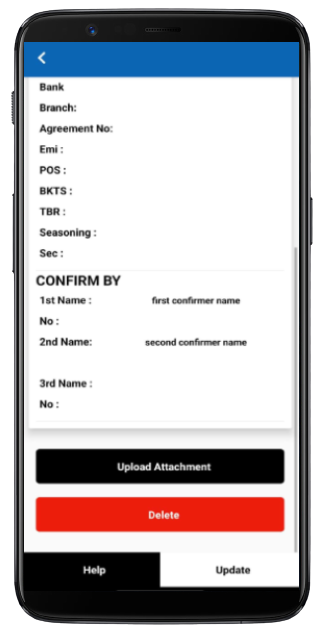 Bank
Branch:
Agreement No:
Emi :
POS :
BKTS :
TBR :
Seasoning :
Sec :
CONFIRM BY
1st Name : first confirmer name
No :
2nd Name: second confirmer name
3rd Name :
No :
Upload Attachment
Delete
Help Update